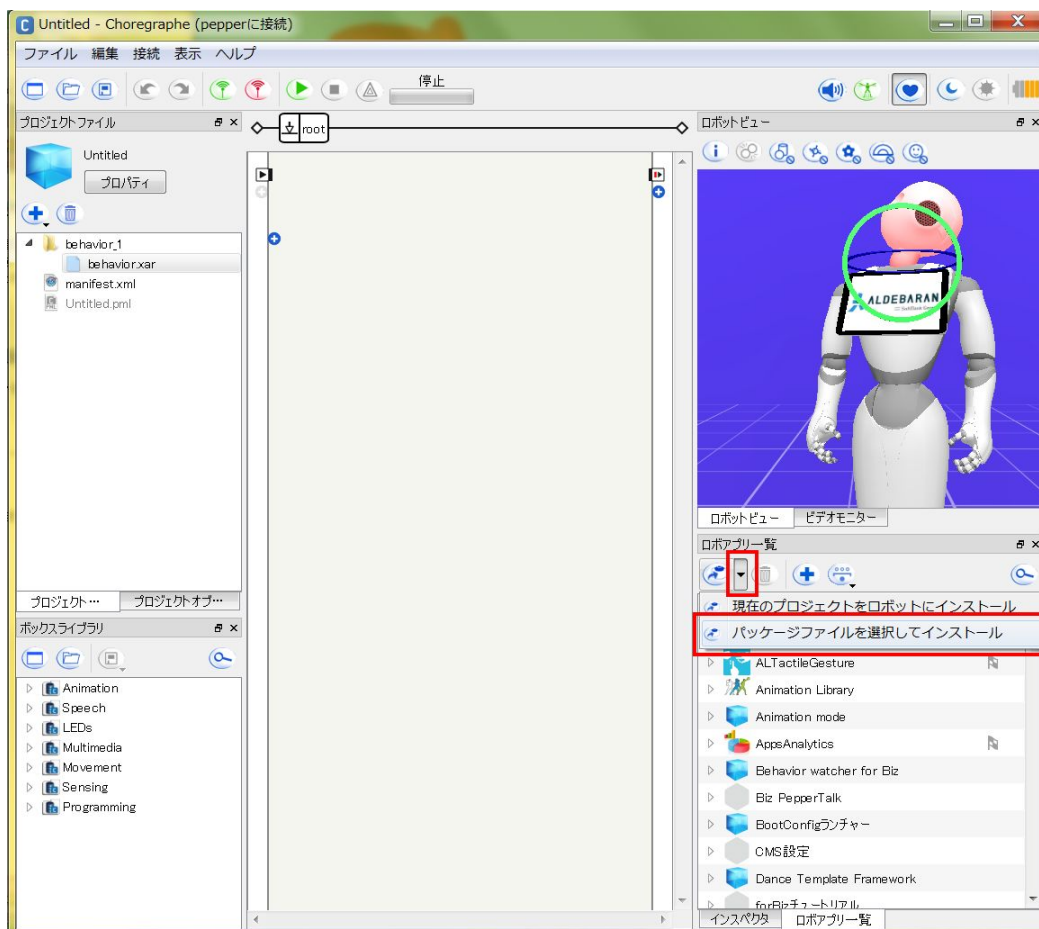 Untitled - Choregraphe (pepperに接続)
ファイル 編集 接続 表示 ヘルプ
停止
プロジェクトファイル
Untitled
プロパティ
behavior_1
behavior.xar
manifest.xml
Untitled.pml
プロジェクト…
プロジェクトオブ…
ボックスライブラリ
Animation
Speech
LEDs
Multimedia
Movement
Sensing
Programming
root
ロボットビュー
ALDEBARAN
ロボットビュー
ビデオモニター
ロボアプリ一覧
現在のプロジェクトをロボットにインストール
パッケージファイルを選択してインストール
ALTactileGesture
Animation Library
Animation mode
AppsAnalytics
Behavior watcher for Biz
Biz PepperTalk
BootConfigランチャー
CMS設定
Dance Template Framework
forBizチュートリアル
インスペクタ
ロボアプリ一覧